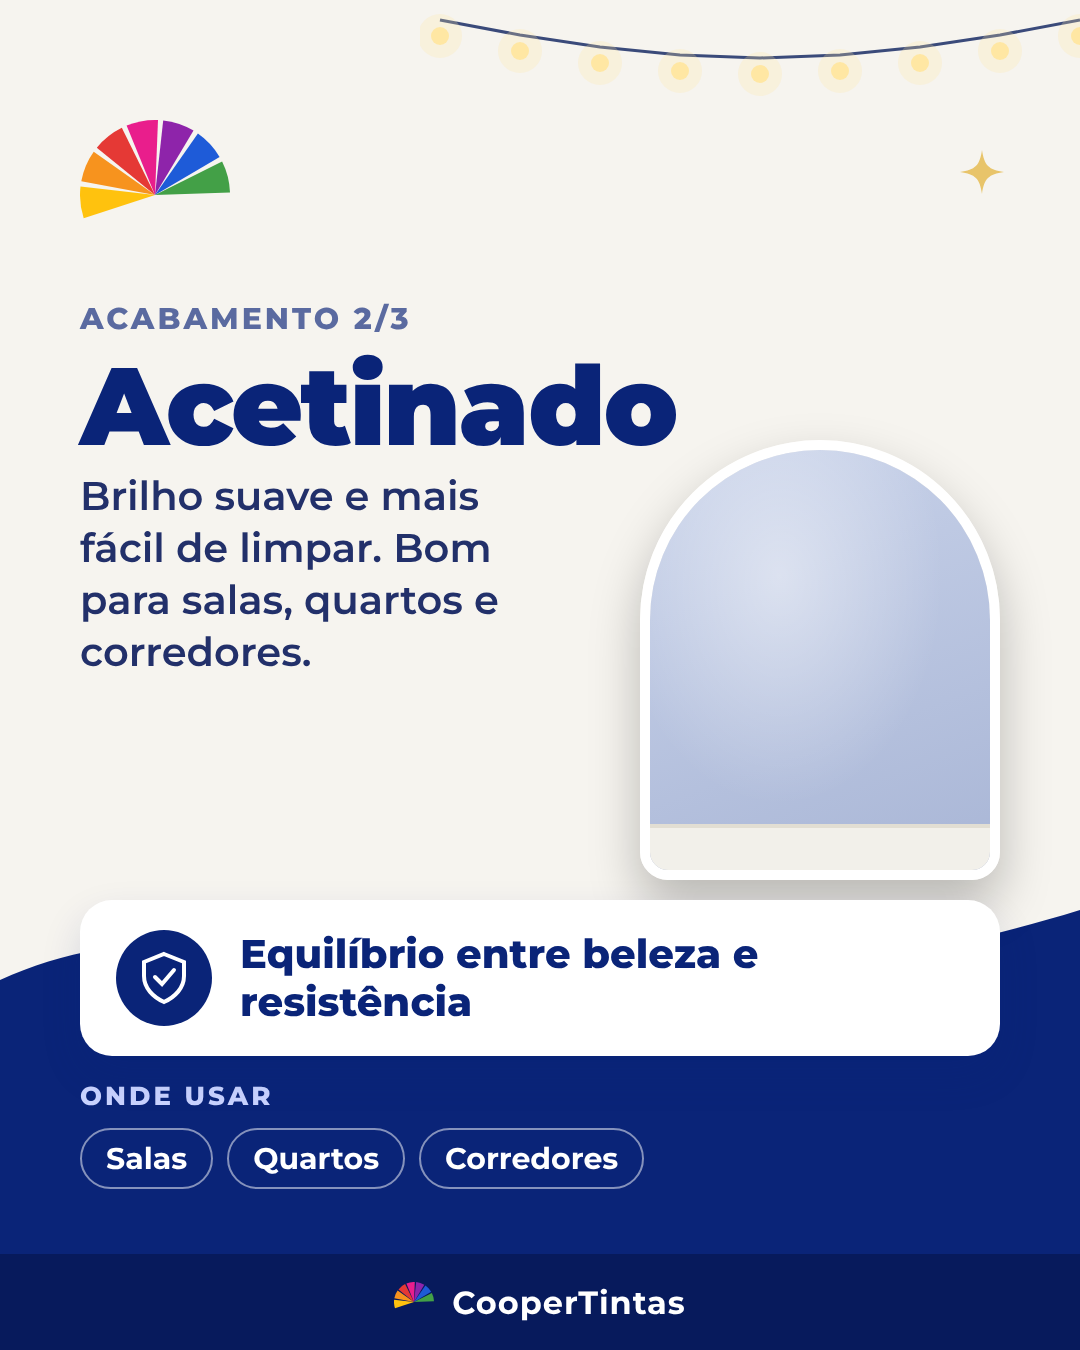 ACABAMENTO 2/3
Acetinado
Brilho suave e mais
fácil de limpar. Bom
para salas, quartos e
corredores.
Equilíbrio entre beleza e
resistência
ONDE USAR
Salas
Quartos
Corredores
CooperTintas